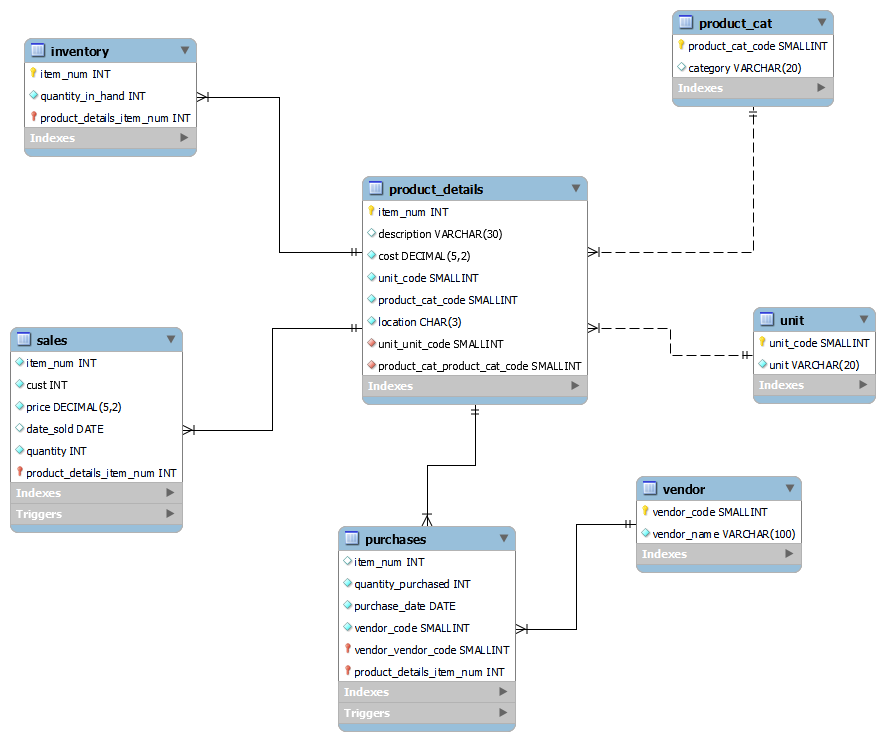 inventory
item_num INT
quantity_in_hand INT
product_details_item_num INT
Indexes
product_cat
product_cat_code SMALLINT
category VARCHAR(20)
Indexes
product_details
item_num INT
description VARCHAR(30)
cost DECIMAL(5,2)
unit_code SMALLINT
product_cat_code SMALLINT
location CHAR(3)
unit_unit_code SMALLINT
product_cat_product_cat_code SMALLINT
Indexes
sales
item_num INT
cust INT
price DECIMAL(5,2)
date_sold DATE
quantity INT
product_details_item_num INT
Indexes
Triggers
unit
unit_code SMALLINT
unit VARCHAR(20)
Indexes
vendor
vendor_code SMALLINT
vendor_name VARCHAR(100)
Indexes
purchases
item_num INT
quantity_purchased INT
purchase_date DATE
vendor_code SMALLINT
vendor_vendor_code SMALLINT
product_details_item_num INT
Indexes
Triggers